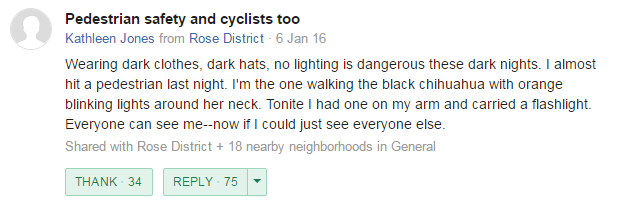 Pedestrian safety and cyclists too
Kathleen Jones from Rose District · 6 Jan 16
Wearing dark clothes, dark hats, no lighting is dangerous these dark nights. I almost
hit a pedestrian last night. I'm the one walking the black chihuahua with orange
blinking lights around her neck. Tonite I had one on my arm and carried a flashlight.
Everyone can see me--now if I could just see everyone else.
Shared with Rose District + 18 nearby neighborhoods in General
THANK · 34 REPLY · 75